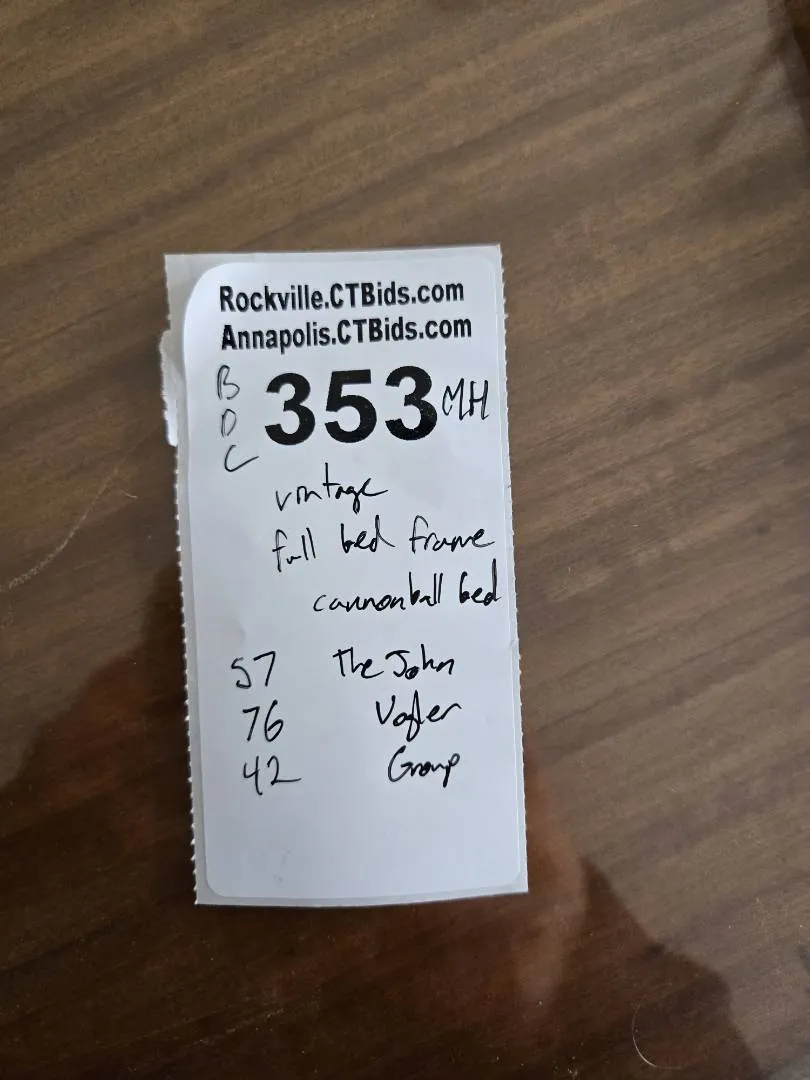 Rockville.CTBids.com
Annapolis.CTBids.com
B
D
C
353 MH
vintage
full bed frame
cannonball bed
57 The John
76 Vogler
42 Group